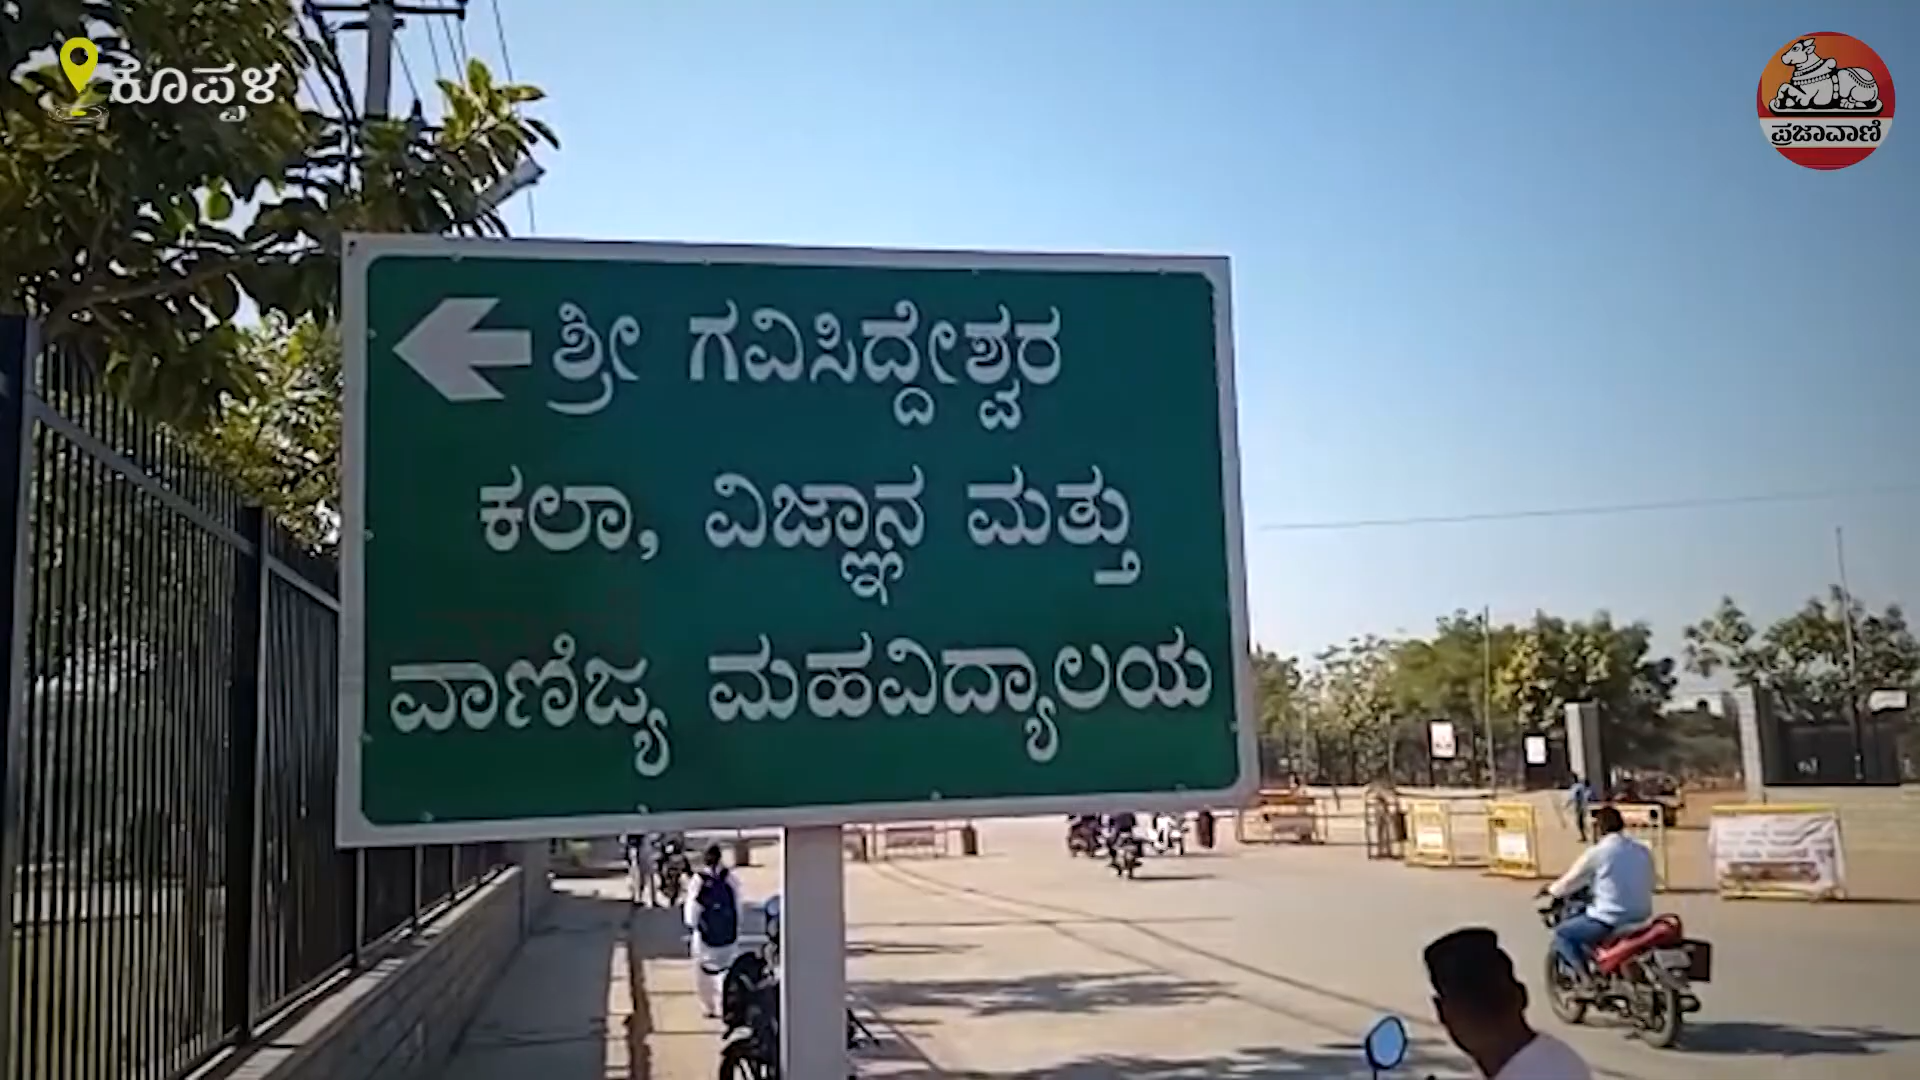 ಕೊಪ್ಪಳ
ಪ್ರಜಾವಾಣಿ
ಶ್ರೀ ಗವಿಸಿದ್ದೇಶ್ವರ
ಕಲಾ, ವಿಜ್ಞಾನ ಮತ್ತು
ವಾಣಿಜ್ಯ ಮಹವಿದ್ಯಾಲಯ